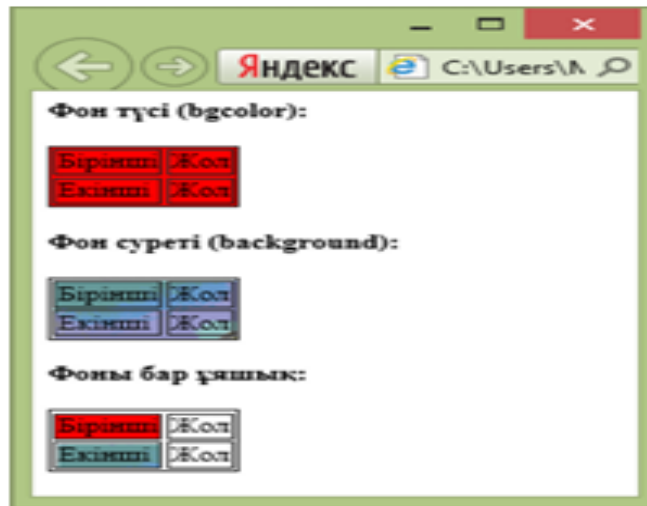 Яндекс C:\Users\
Фон түсі (bgcolor):
Бірінші Жол
Екінші Жол
Фон суреті (background):
Бірінші Жол
Екінші Жол
Фоны бар ұяшық:
Бірінші Жол
Екінші Жол